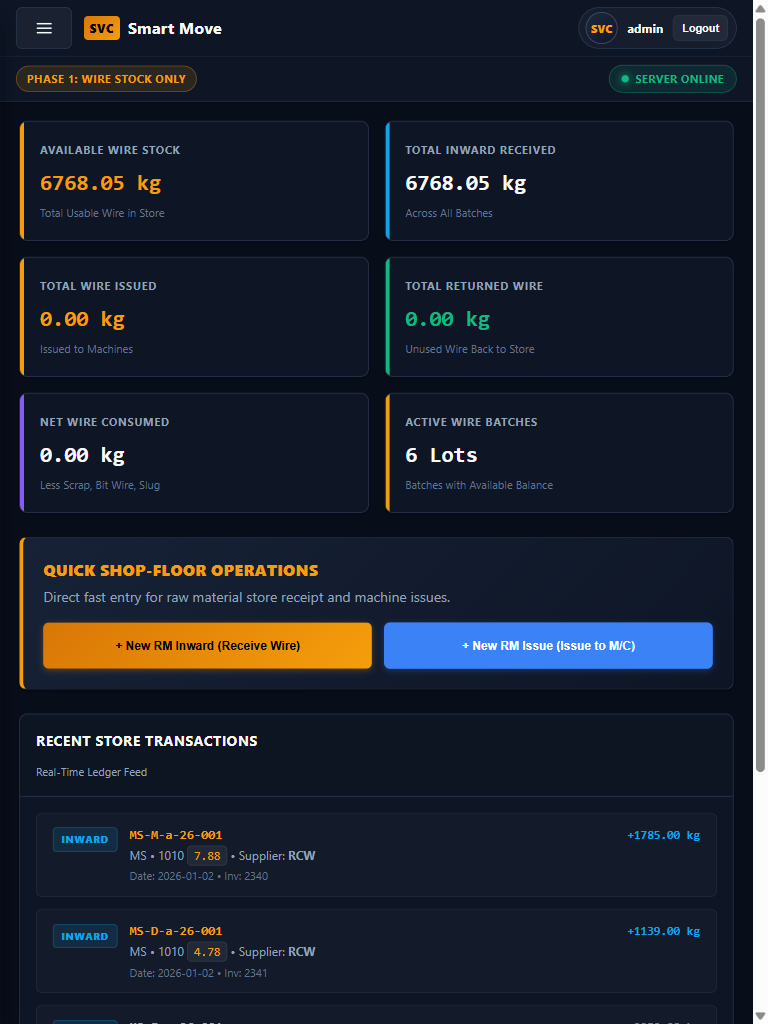 SVC Smart Move
SVC admin Logout
PHASE 1: WIRE STOCK ONLY
SERVER ONLINE
AVAILABLE WIRE STOCK
6768.05 kg
Total Usable Wire in Store
TOTAL INWARD RECEIVED
6768.05 kg
Across All Batches
TOTAL WIRE ISSUED
0.00 kg
Issued to Machines
TOTAL RETURNED WIRE
0.00 kg
Unused Wire Back to Store
NET WIRE CONSUMED
0.00 kg
Less Scrap, Bit Wire, Slug
ACTIVE WIRE BATCHES
6 Lots
Batches with Available Balance
QUICK SHOP-FLOOR OPERATIONS
Direct fast entry for raw material store receipt and machine issues.
+ New RM Inward (Receive Wire)
+ New RM Issue (Issue to M/C)
RECENT STORE TRANSACTIONS
Real-Time Ledger Feed
INWARD
MS-M-a-26-001
+1785.00 kg
MS • 1010 7.88 • Supplier: RCW
Date: 2026-01-02 • Inv: 2340
INWARD
MS-D-a-26-001
+1139.00 kg
MS • 1010 4.78 • Supplier: RCW
Date: 2026-01-02 • Inv: 2341